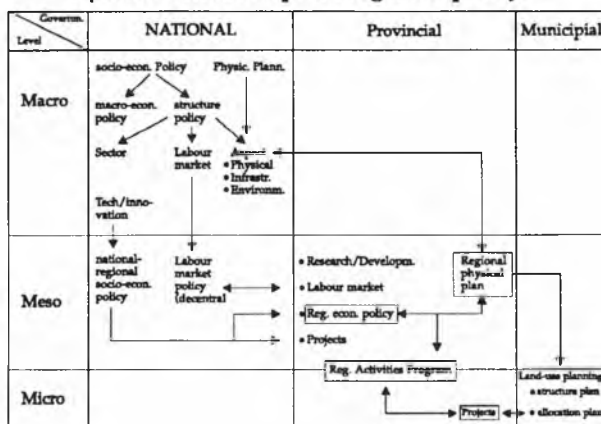 Governm.
Level
NATIONAL
Provincial
Municipial
Macro
socio-econ. Policy
Physic. Plann.
macro-econ.
policy
structure
policy
Sector
Labour
market
• Physical
• Infrastr.
• Environm.
Tech/inno-
vation
Meso
national-
regional
socio-econ.
policy
Labour
market
policy
(decentral
• Research/Developm.
• Labour market
• Reg. econ. policy
• Projects
Regional
physical
plan
Reg. Activities Program
Micro
Projects
Land-use planning
• structure plan
• allocation plan